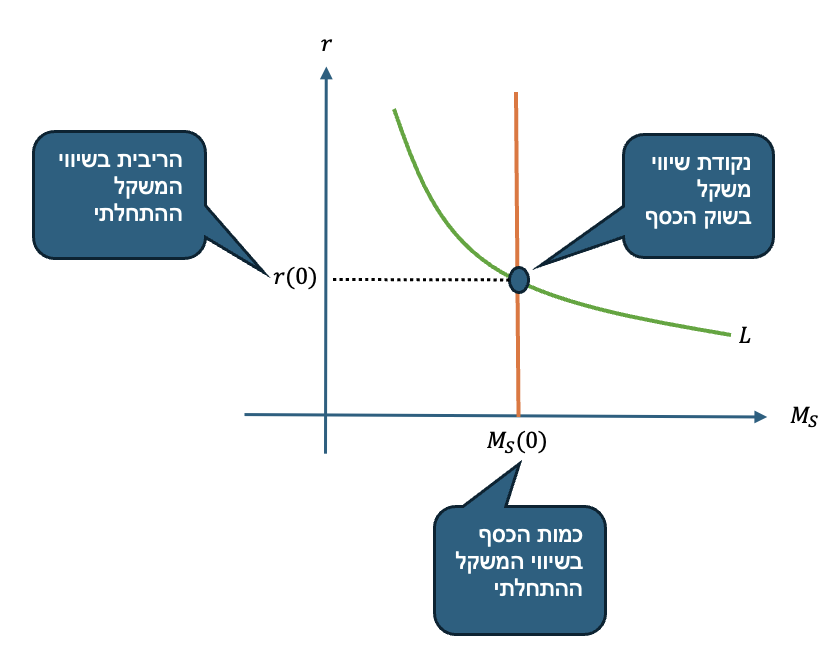 r
הריבית בשיווי
המשקל
ההתחלתי
נקודת שיווי
משקל
בשוק הכסף
r(0)
L
M_S
M_S(0)
כמות הכסף
בשיווי המשקל
ההתחלתי